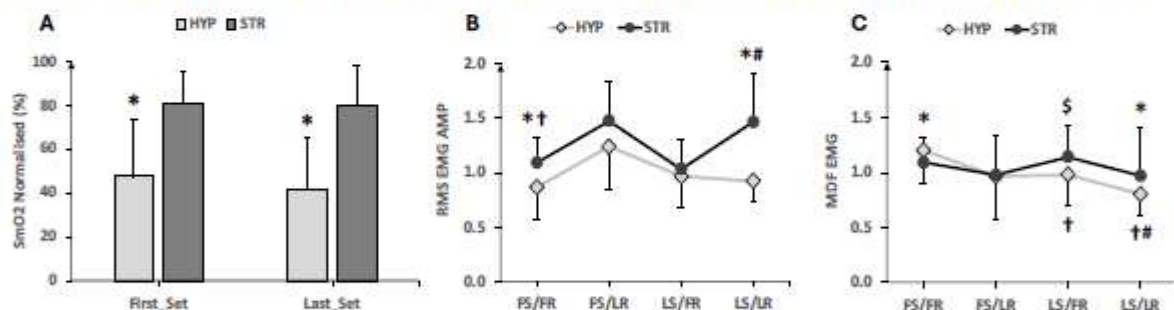 A
HYP STR
SmO2 Normalised (%)
100
80
60
40
20
0
*
*
First_Set Last_Set
B
HYP STR
RMS EMG AMP
2.0
1.5
1.0
0.5
0.0
*†
*#
FS/FR FS/LR LS/FR LS/LR
C
HYP STR
MDF EMG
2.0
1.5
1.0
0.5
0.0
*
$
*
†
†#
FS/FR FS/LR LS/FR LS/LR